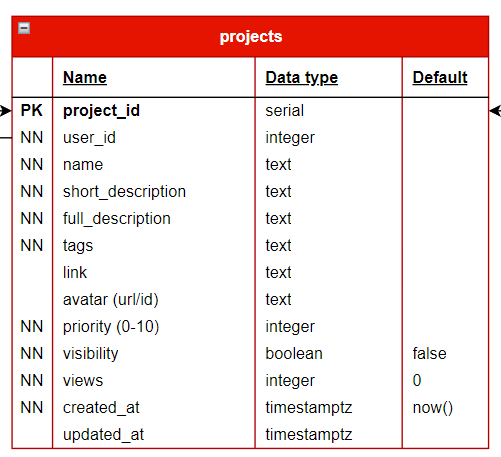 projects
Name Data type Default
PK project_id serial
NN user_id integer
NN name text
NN short_description text
NN full_description text
NN tags text
link text
avatar (url/id) text
NN priority (0-10) integer
NN visibility boolean false
NN views integer 0
NN created_at timestamptz now()
updated_at timestamptz